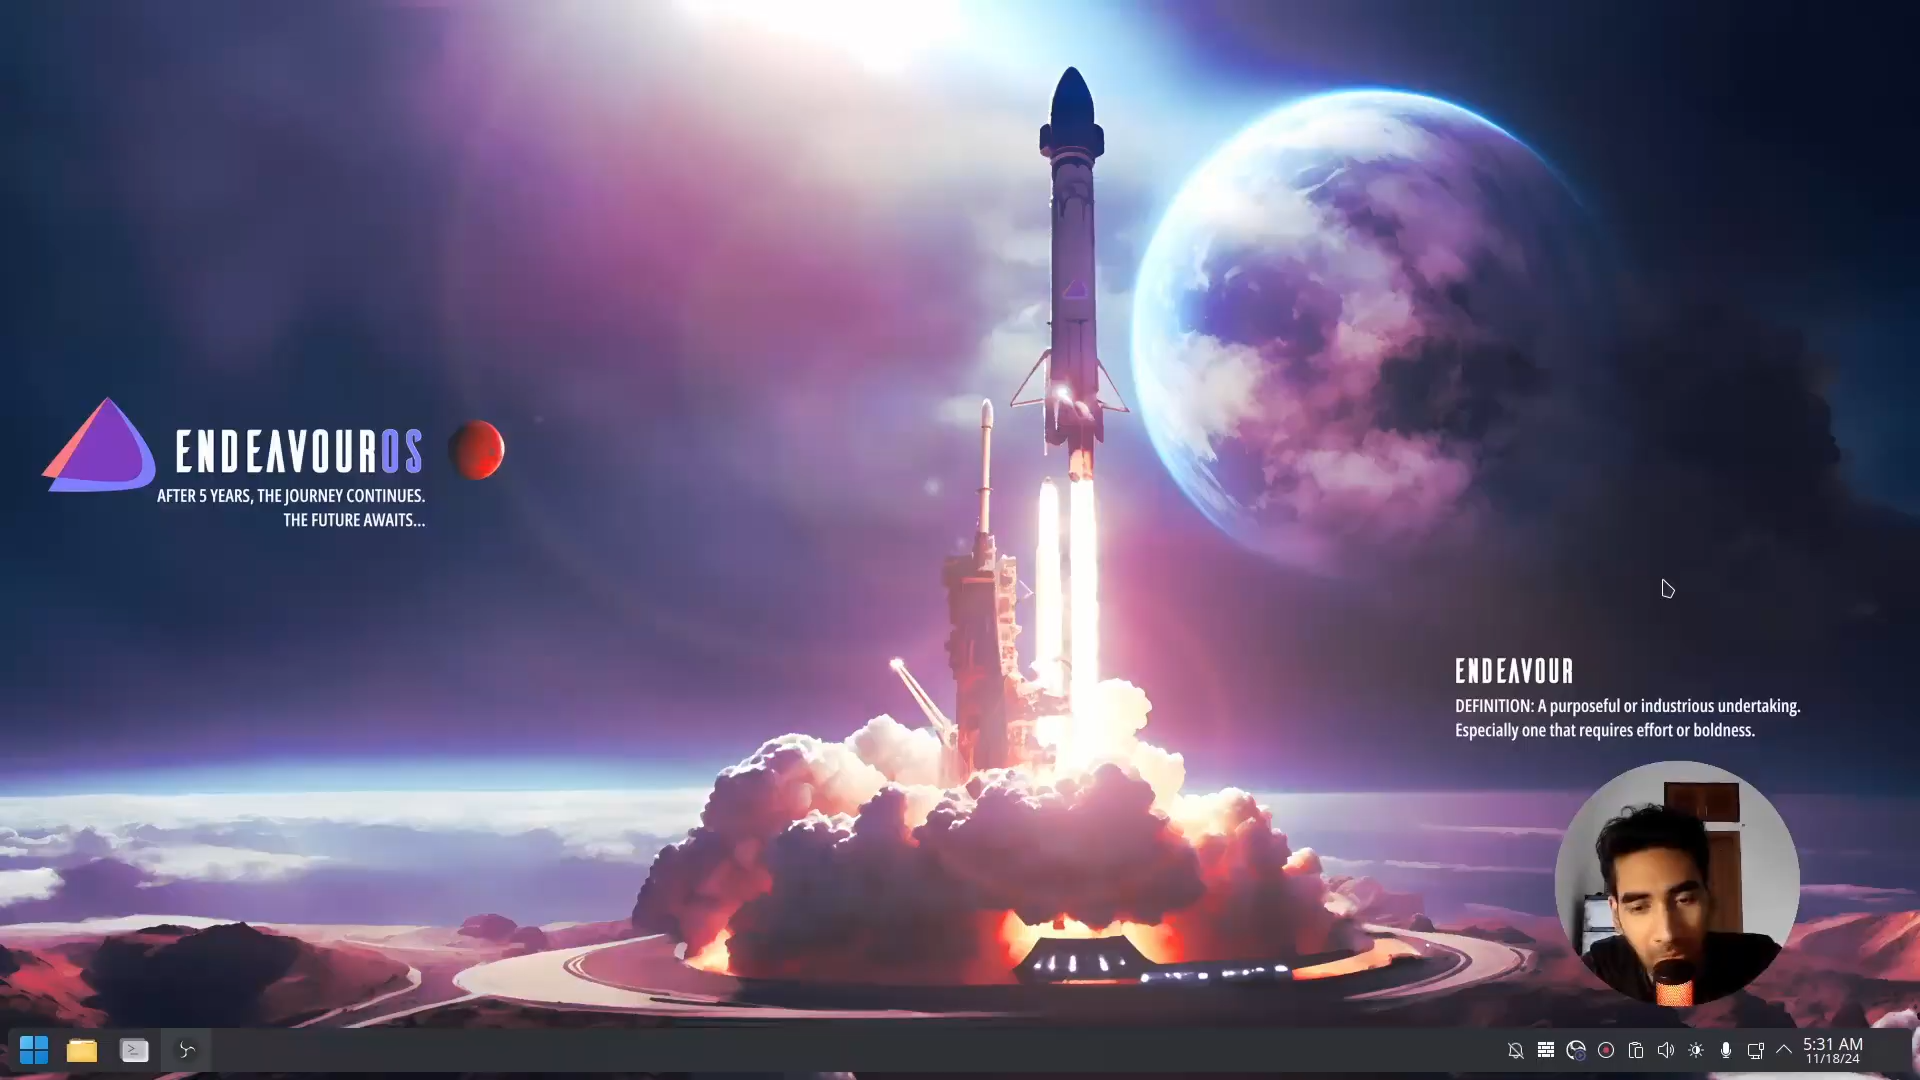 ENDEAVOUROS
AFTER 5 YEARS, THE JOURNEY CONTINUES.
THE FUTURE AWAITS...
ENDEAVOUR
DEFINITION: A purposeful or industrious undertaking.
Especially one that requires effort or boldness.
5:31 AM
11/18/24